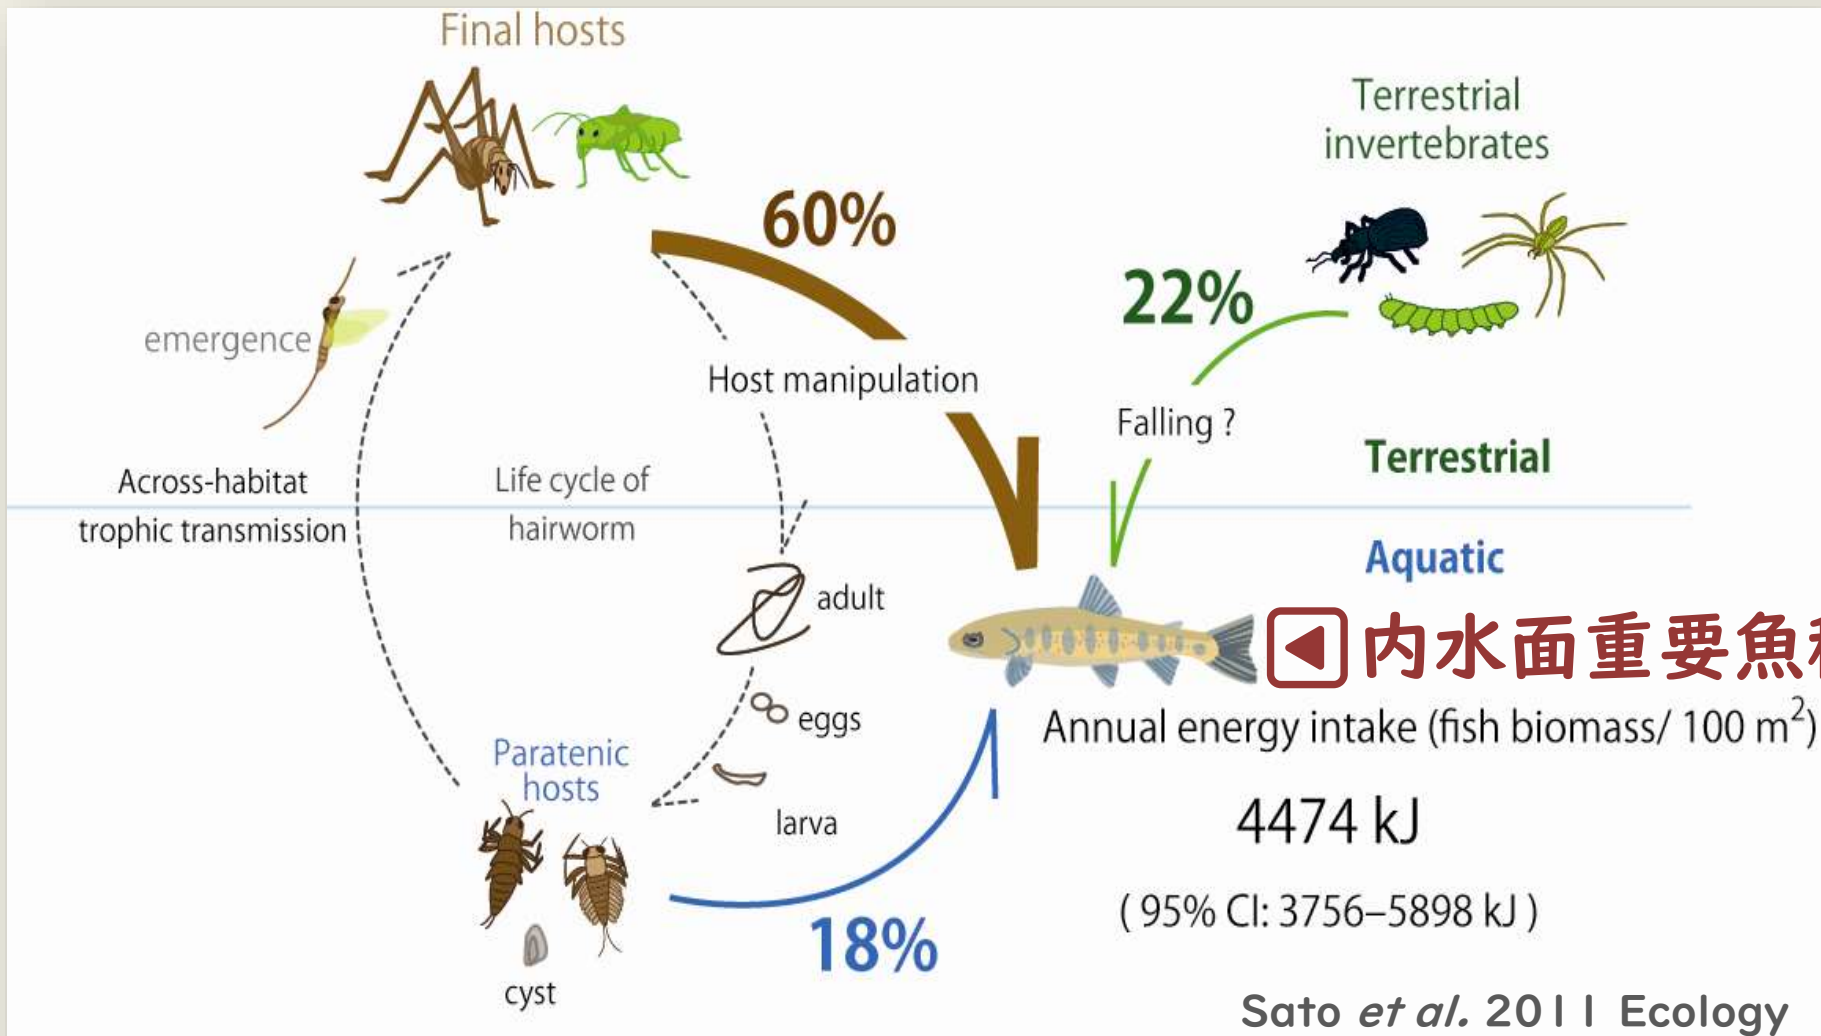 Final hosts
Terrestrial
invertebrates
60%
22%
emergence
Host manipulation
Falling ?
Terrestrial
Across-habitat
trophic transmission
Life cycle of
hairworm
Aquatic
adult
内水面重要魚
eggs
Annual energy intake (fish biomass/ 100 m²)
Paratenic
hosts
larva
4474 kJ
( 95% CI: 3756–5898 kJ )
18%
cyst
Sato et al. 2011 Ecology